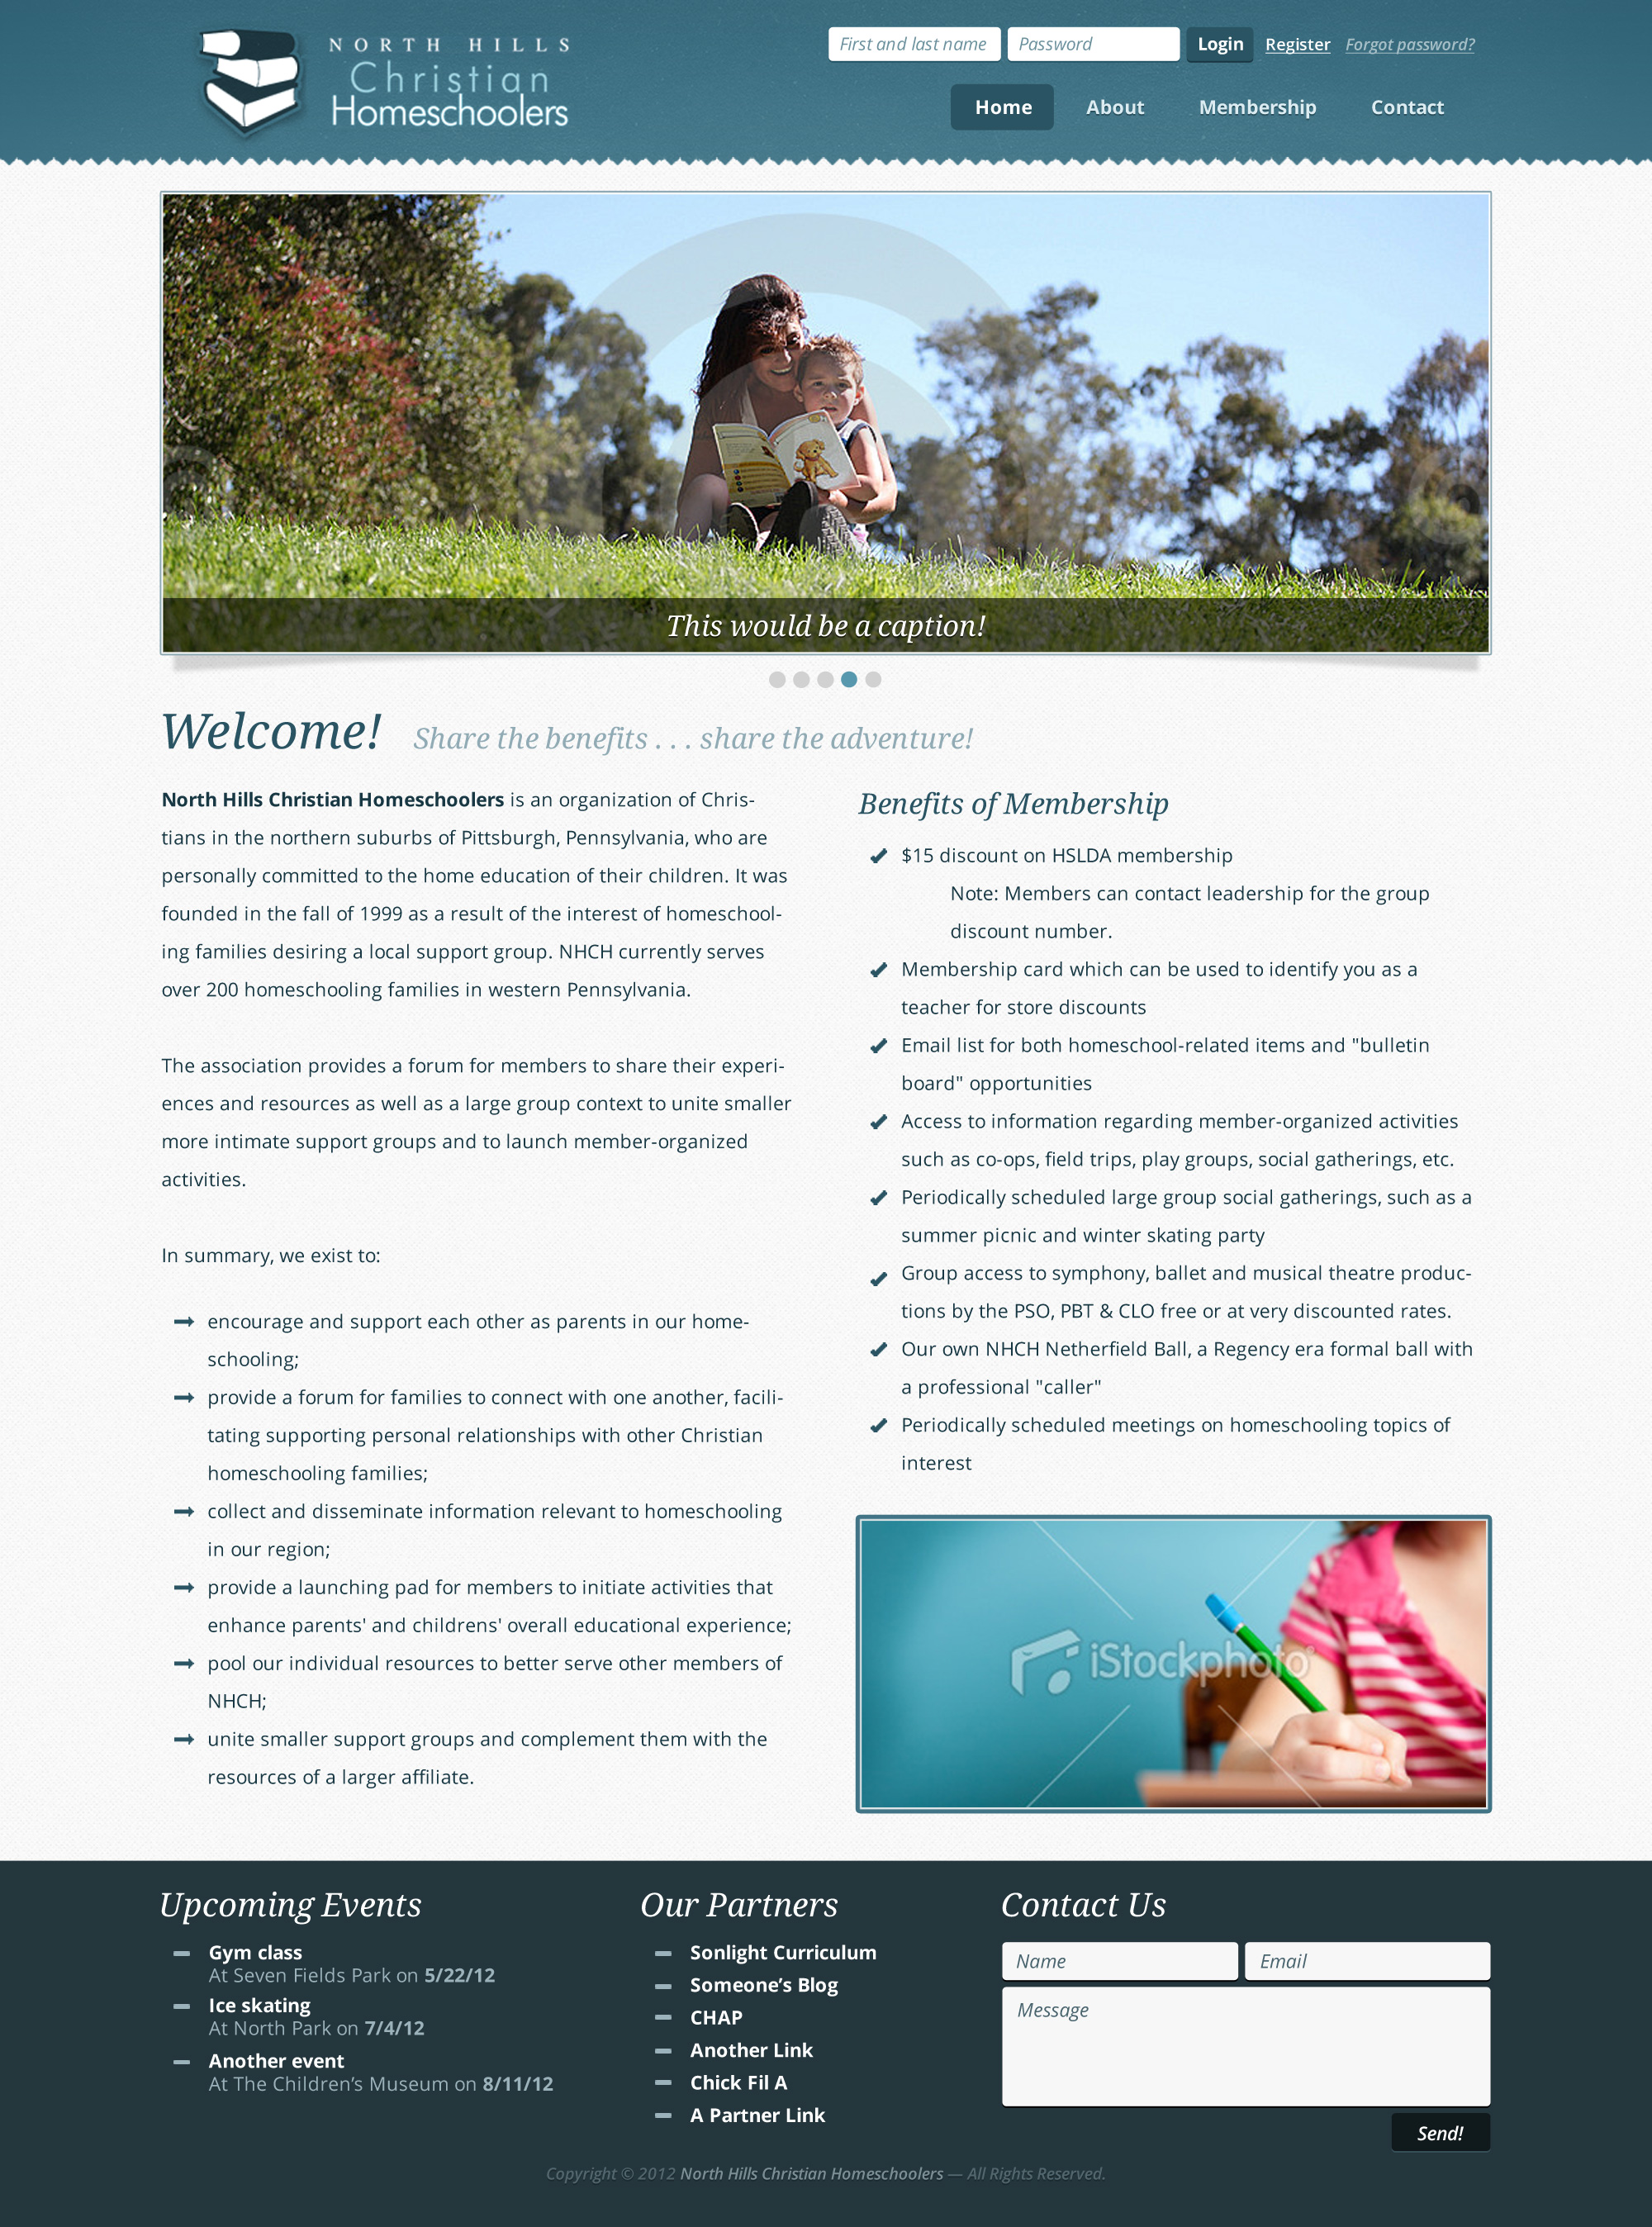 NORTH HILLS
Christian
Homeschoolers
First and last name
Password
Login
Register
Forgot password?
Home
About
Membership
Contact
This would be a caption!
Welcome!
Share the benefits . . . share the adventure!
North Hills Christian Homeschoolers is an organization of Chris-
tians in the northern suburbs of Pittsburgh, Pennsylvania, who are
personally committed to the home education of their children. It was
founded in the fall of 1999 as a result of the interest of homeschool-
ing families desiring a local support group. NHCH currently serves
over 200 homeschooling families in western Pennsylvania.
The association provides a forum for members to share their experi-
ences and resources as well as a large group context to unite smaller
more intimate support groups and to launch member-organized
activities.
In summary, we exist to:
encourage and support each other as parents in our home-
schooling;
provide a forum for families to connect with one another, facili-
tating supporting personal relationships with other Christian
homeschooling families;
collect and disseminate information relevant to homeschooling
in our region;
provide a launching pad for members to initiate activities that
enhance parents' and childrens' overall educational experience;
pool our individual resources to better serve other members of
NHCH;
unite smaller support groups and complement them with the
resources of a larger affiliate.
Benefits of Membership
$15 discount on HSLDA membership
Note: Members can contact leadership for the group
discount number.
Membership card which can be used to identify you as a
teacher for store discounts
Email list for both homeschool-related items and "bulletin
board" opportunities
Access to information regarding member-organized activities
such as co-ops, field trips, play groups, social gatherings, etc.
Periodically scheduled large group social gatherings, such as a
summer picnic and winter skating party
Group access to symphony, ballet and musical theatre produc-
tions by the PSO, PBT & CLO free or at very discounted rates.
Our own NHCH Netherfield Ball, a Regency era formal ball with
a professional "caller"
Periodically scheduled meetings on homeschooling topics of
interest
iStockphoto
Upcoming Events
Gym class
At Seven Fields Park on 5/22/12
Ice skating
At North Park on 7/4/12
Another event
At The Children’s Museum on 8/11/12
Our Partners
Sonlight Curriculum
Someone’s Blog
CHAP
Another Link
Chick Fil A
A Partner Link
Contact Us
Name
Email
Message
Send!
Copyright © 2012 North Hills Christian Homeschoolers — All Rights Reserved.